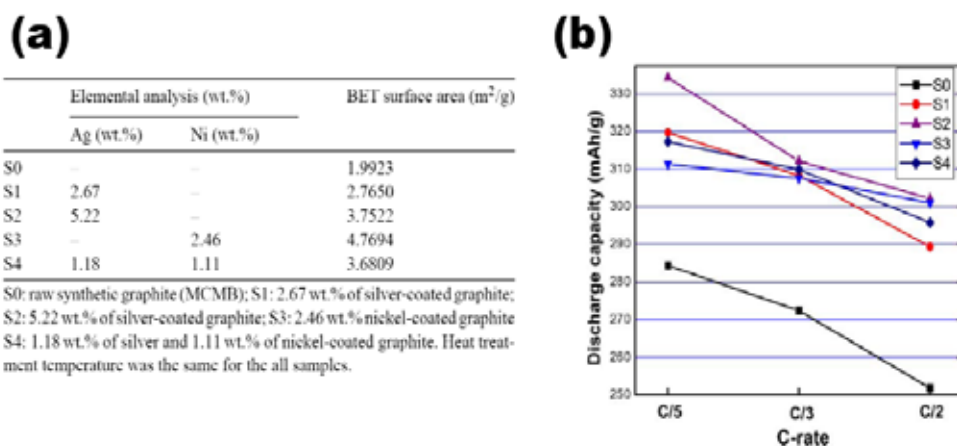 (a)
Elemental analysis (wt.%) BET surface area (m²/g)
Ag (wt.%) Ni (wt.%)
S0 – – 1.9923
S1 2.67 – 2.7650
S2 5.22 – 3.7522
S3 – 2.46 4.7694
S4 1.18 1.11 3.6809
S0: raw synthetic graphite (MCMB); S1: 2.67 wt.% of silver-coated graphite;
S2: 5.22 wt.% of silver-coated graphite; S3: 2.46 wt.% nickel-coated graphite
S4: 1.18 wt.% of silver and 1.11 wt.% of nickel-coated graphite. Heat treat-
ment temperature was the same for the all samples.
(b)
Discharge capacity (mAh/g)
330
320
310
300
290
280
270
260
250
S0
S1
S2
S3
S4
C/5 C/3 C/2
C-rate